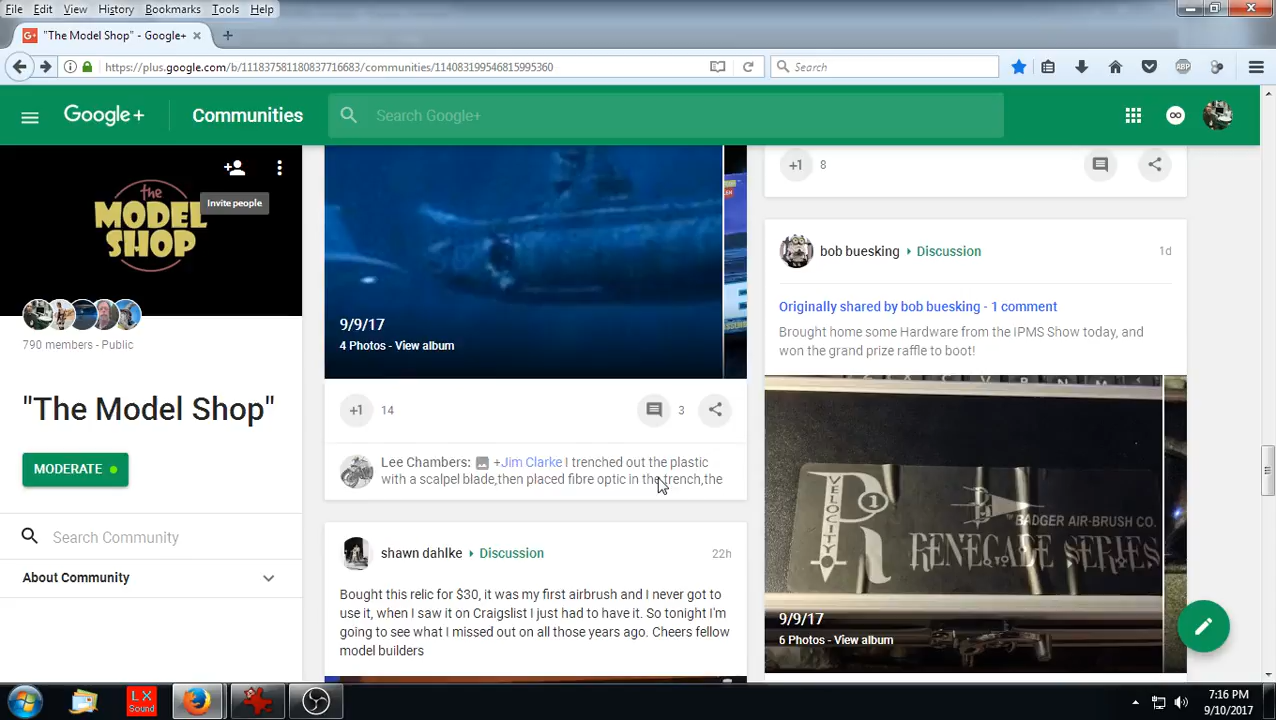 File Edit View History Bookmarks Tools Help
"The Model Shop" - Google+
https://plus.google.com/b/111837581180837716683/communities/114083199546815995360
Search
ABP
Google+
Communities
Search Google+
Invite people
the
MODEL
SHOP
790 members - Public
"The Model Shop"
MODERATE
Search Community
About Community
9/9/17
4 Photos - View album
+1 14
3
Lee Chambers: +Jim Clarke I trenched out the plastic
with a scalpel blade,then placed fibre optic in the trench,the
shawn dahlke Discussion
22h
Bought this relic for $30, it was my first airbrush and I never got to
use it, when I saw it on Craigslist I just had to have it. So tonight I'm
going to see what I missed out on all those years ago. Cheers fellow
model builders
+1 8
bob buesking Discussion
1d
Originally shared by bob buesking - 1 comment
Brought home some Hardware from the IPMS Show today, and
won the grand prize raffle to boot!
VELOCITY
R1
BADGER AIR-BRUSH CO.
RENEGADE SERIES
9/9/17
6 Photos - View album
LX
Sound
7:16 PM
9/10/2017